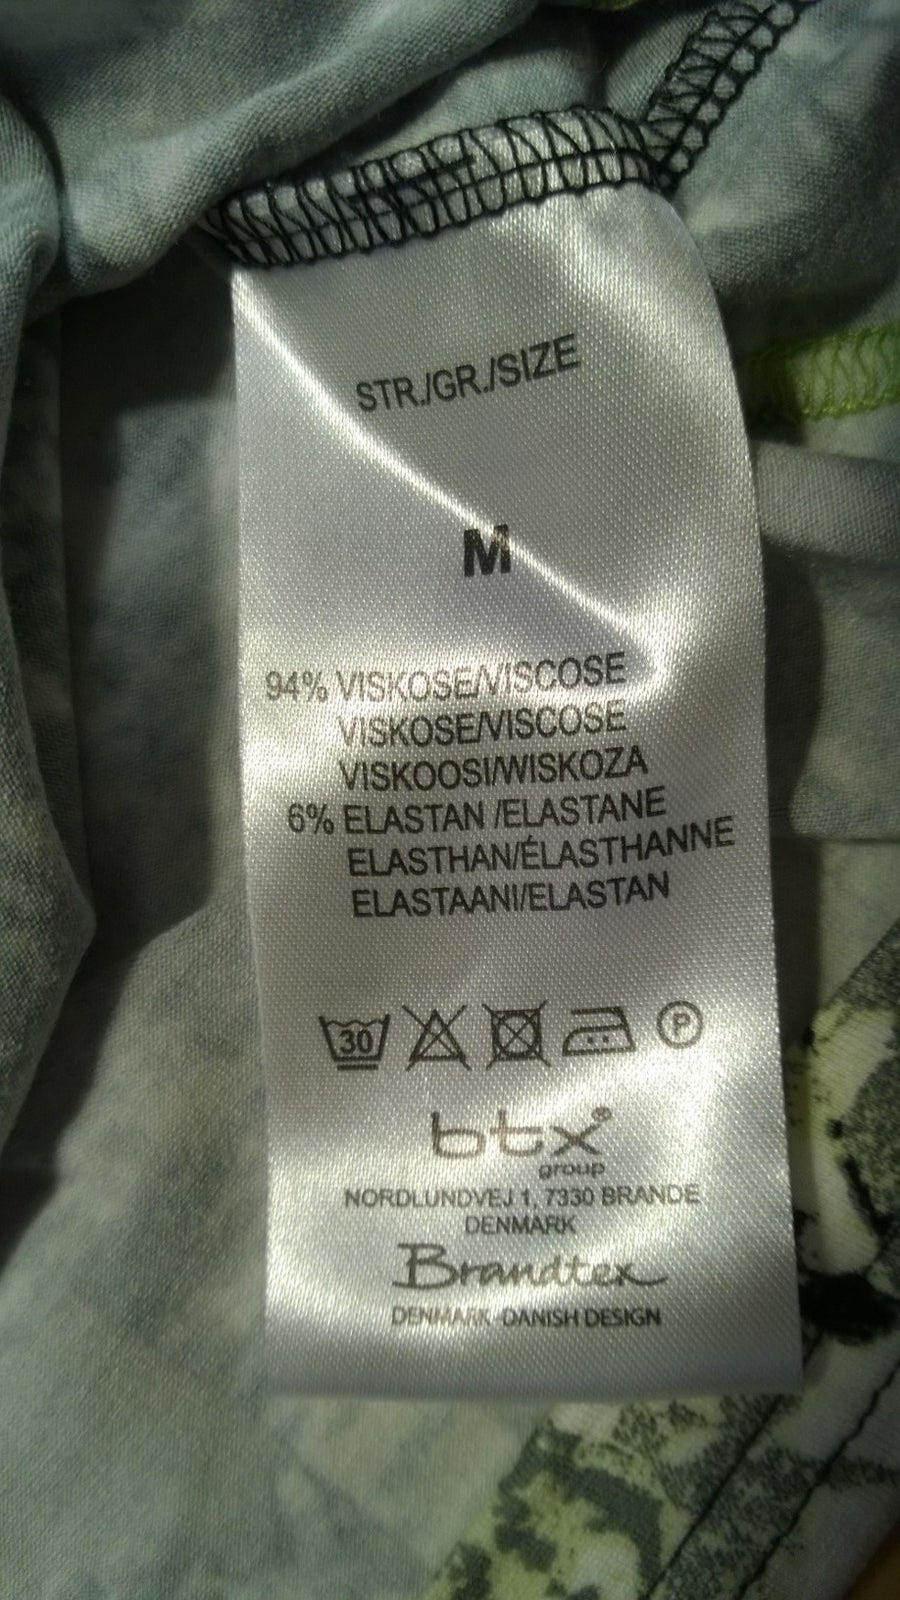 STR./GR./SIZE
M
94% VISKOSE/VISCOSE
VISKOSE/VISCOSE
VISKOOSI/WISKOZA
6% ELASTAN /ELASTANE
ELASTHAN/ÉLASTHANNE
ELASTAANI/ELASTAN
30 P
btx®
group
NORDLUNDVEJ 1, 7330 BRANDE
DENMARK
Brandtex
DENMARK-DANISH DESIGN